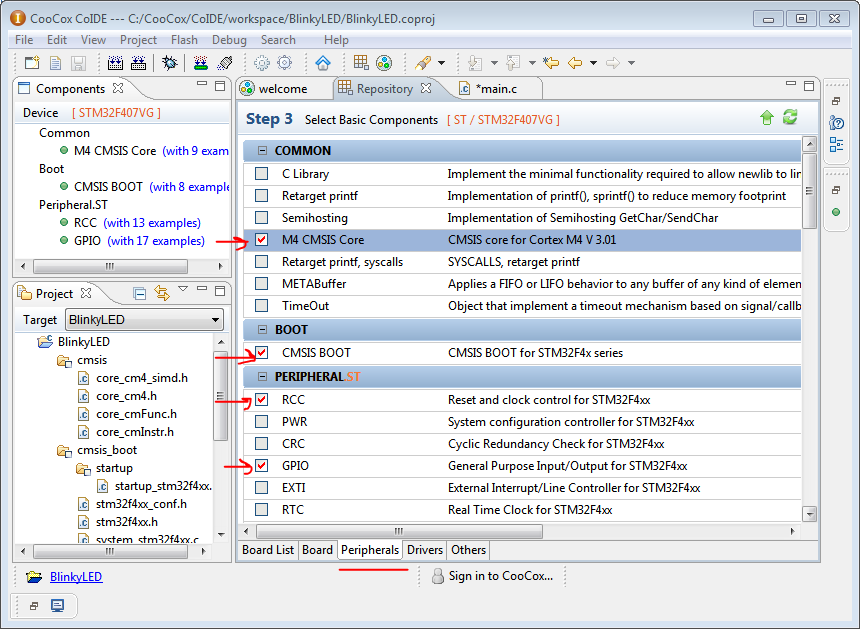 CooCox CoIDE --- C:/CooCox/CoIDE/workspace/BlinkyLED/BlinkyLED.coproj
File Edit View Project Flash Debug Search Help
Components
Device [ STM32F407VG ]
Common
M4 CMSIS Core (with 9 exam
Boot
CMSIS BOOT (with 8 example
Peripheral.ST
RCC (with 13 examples)
GPIO (with 17 examples)
Project
Target BlinkyLED
BlinkyLED
cmsis
core_cm4_simd.h
core_cm4.h
core_cmFunc.h
core_cmInstr.h
cmsis_boot
startup
startup_stm32f4xx.
stm32f4xx_conf.h
stm32f4xx.h
system_stm32f4xx.c
welcome Repository *main.c
Step 3 Select Basic Components [ ST / STM32F407VG ]
COMMON
C Library Implement the minimal functionality required to allow newlib to lin
Retarget printf Implementation of printf(), sprintf() to reduce memory footprint
Semihosting Implementation of Semihosting GetChar/SendChar
M4 CMSIS Core CMSIS core for Cortex M4 V 3.01
Retarget printf, syscalls SYSCALLS, retarget printf
METABuffer Applies a FIFO or LIFO behavior to any buffer of any kind of elemen
TimeOut Object that implement a timeout mechanism based on signal/callb
BOOT
CMSIS BOOT CMSIS BOOT for STM32F4x series
PERIPHERAL.ST
RCC Reset and clock control for STM32F4xx
PWR System configuration controller for STM32F4xx
CRC Cyclic Redundancy Check for STM32F4xx
GPIO General Purpose Input/Output for STM32F4xx
EXTI External Interrupt/Line Controller for STM32F4xx
RTC Real Time Clock for STM32F4xx
Board List Board Peripherals Drivers Others
BlinkyLED
Sign in to CooCox...